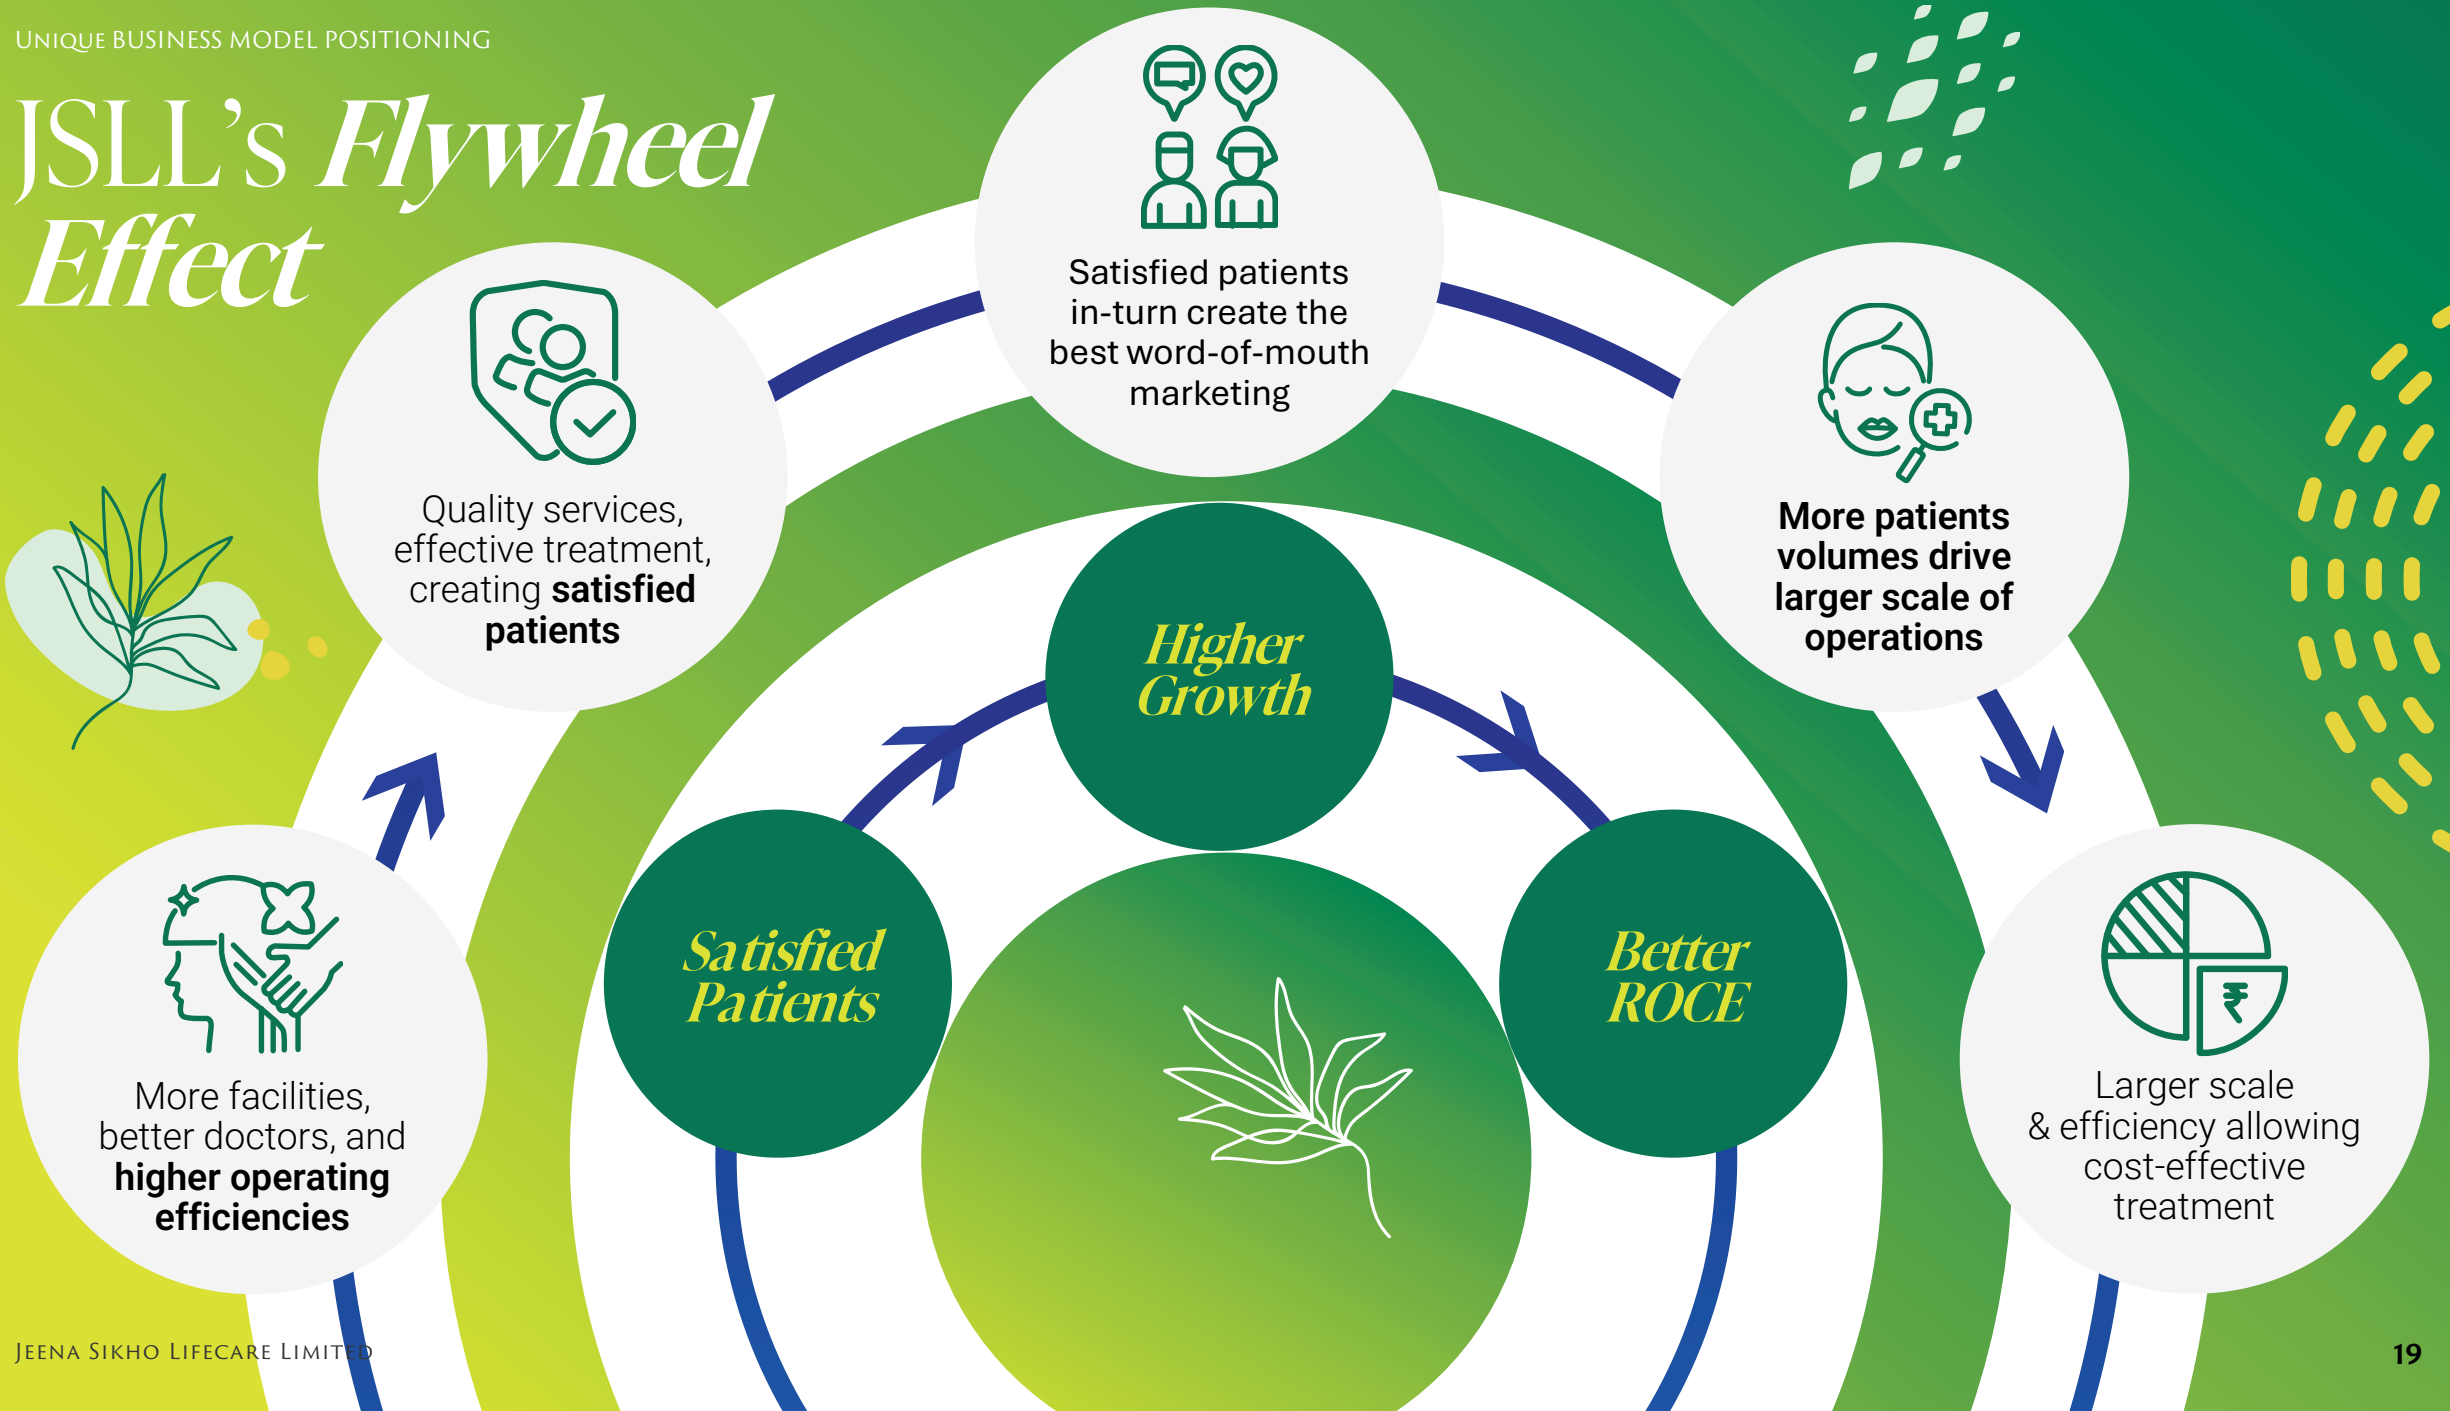 UNIQUE BUSINESS MODEL POSITIONING
JSLL's Flywheel
Effect
Satisfied patients
in-turn create the
best word-of-mouth
marketing
Quality services,
effective treatment,
creating satisfied
patients
More patients
volumes drive
larger scale of
operations
Higher
Growth
Satisfied
Patients
Better
ROCE
More facilities,
better doctors, and
higher operating
efficiencies
₹
Larger scale
& efficiency allowing
cost-effective
treatment
JEENA SIKHO LIFECARE LIMITED
19